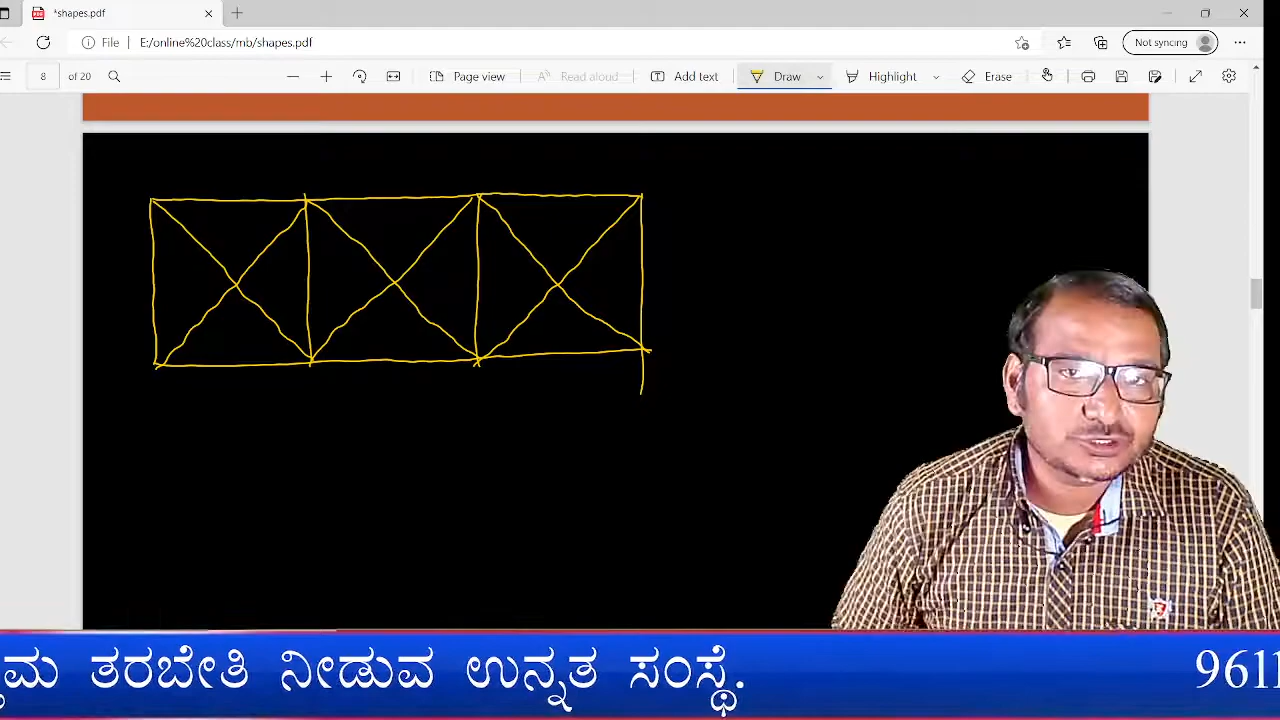 *shapes.pdf
File E:/online%20class/mb/shapes.pdf Not syncing
8 of 20 Page view Read aloud Add text Draw Highlight Erase
ತರಬೇತಿ ನೀಡುವ ಉನ್ನತ ಸಂಸ್ಥೆ. 9611